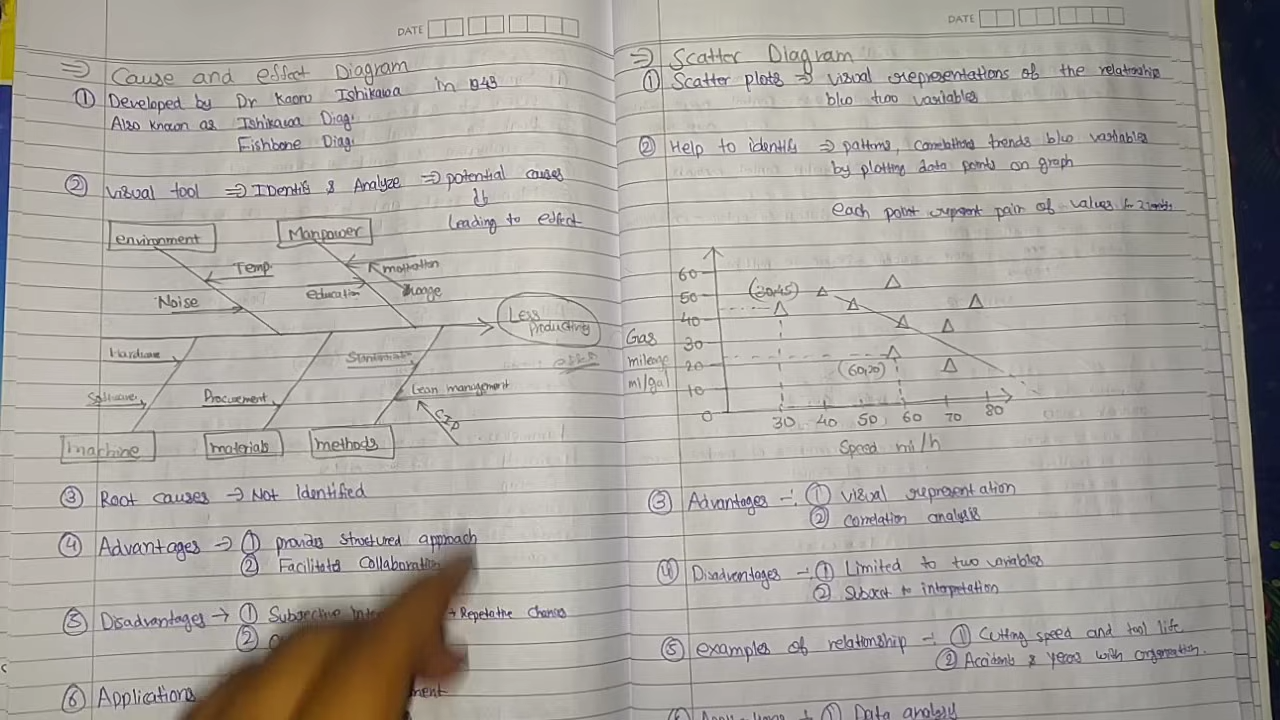 DATE
⇒ Cause and effect Diagram
① Developed by Dr Kaoru Ishikawa in 1943
Also known as Ishikawa Diag.
Fishbone Diag.
② Visual tool ⇒ Identify & Analyze ⇒ potential causes
leading to effect
environment
Manpower
Temp
Noise
motivation
education
Less
Productivity
Hardware
Software
Procurement
Lean management
machine
materials
methods
③ Root causes → Not Identified
④ Advantages → ① provides structured approach
② Facilitates Collaboration
⑤ Disadvantages → ① Subjective
② O
⑥ Applications
DATE
⇒ Scatter Diagram
① Scatter plots ⇒ visual representations of the relationship
b/w two variables
② Help to identify ⇒ patterns, correlations trends b/w variables
by plotting data points on graph
each point represent pair of values for 2
60
50
40
30
20
10
0
Gas
mileage
mi/gal
(30,45)
(60,20)
30 40 50 60 70 80
Speed mi/h
③ Advantages -: ① visual representation
② correlation analysis
④ Disadventages -: ① Limited to two variables
② Subject to interpretation
⑤ examples of relationship -: ① Cutting speed and tool life
② Accidents & years with organisation.
① Data analysis